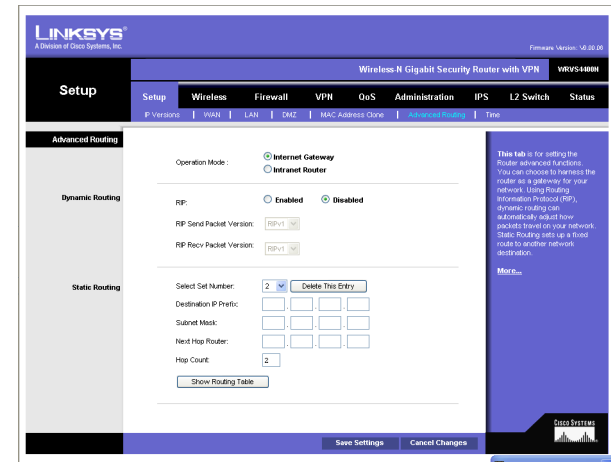 LINKSYS®
A Division of Cisco Systems, Inc.
Firmware Version: V0.00.06
Wireless-N Gigabit Security Router with VPN WRVS4400N
Setup
Setup Wireless Firewall VPN QoS Administration IPS L2 Switch Status
IP Versions | WAN | LAN | DMZ | MAC Address Clone | Advanced Routing | Time
Advanced Routing
Operation Mode :
Internet Gateway
Intranet Router
Dynamic Routing
RIP: Enabled Disabled
RIP Send Packet Version: RIPv1
RIP Recv Packet Version: RIPv1
Static Routing
Select Set Number: 2 Delete This Entry
Destination IP Prefix: . . .
Subnet Mask: . . .
Next Hop Router: . . .
Hop Count: 2
Show Routing Table
This tab is for setting the
Router advanced functions.
You can choose to harness the
router as a gateway for your
network. Using Routing
Information Protocol (RIP),
dynamic routing can
automatically adjust how
packets travel on your network.
Static Routing sets up a fixed
route to another network
destination.
More...
Save Settings Cancel Changes
CISCO SYSTEMS